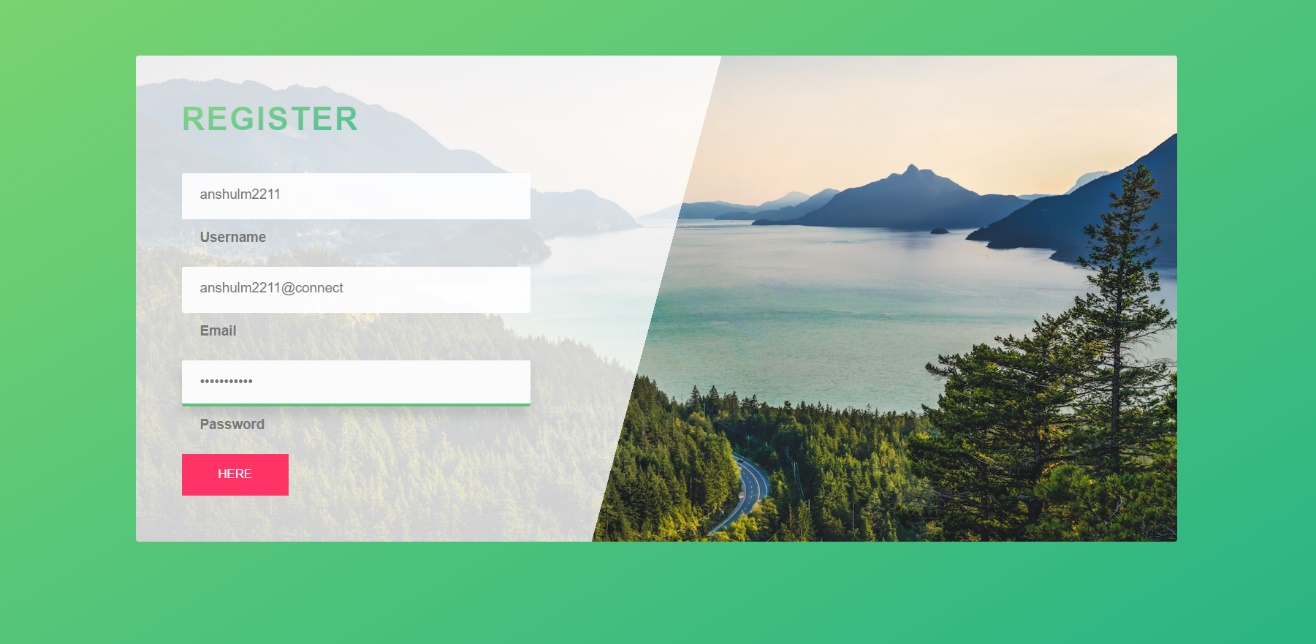 REGISTER
anshulm2211
Username
anshulm2211@connect
Email
•••••••••••
Password
HERE